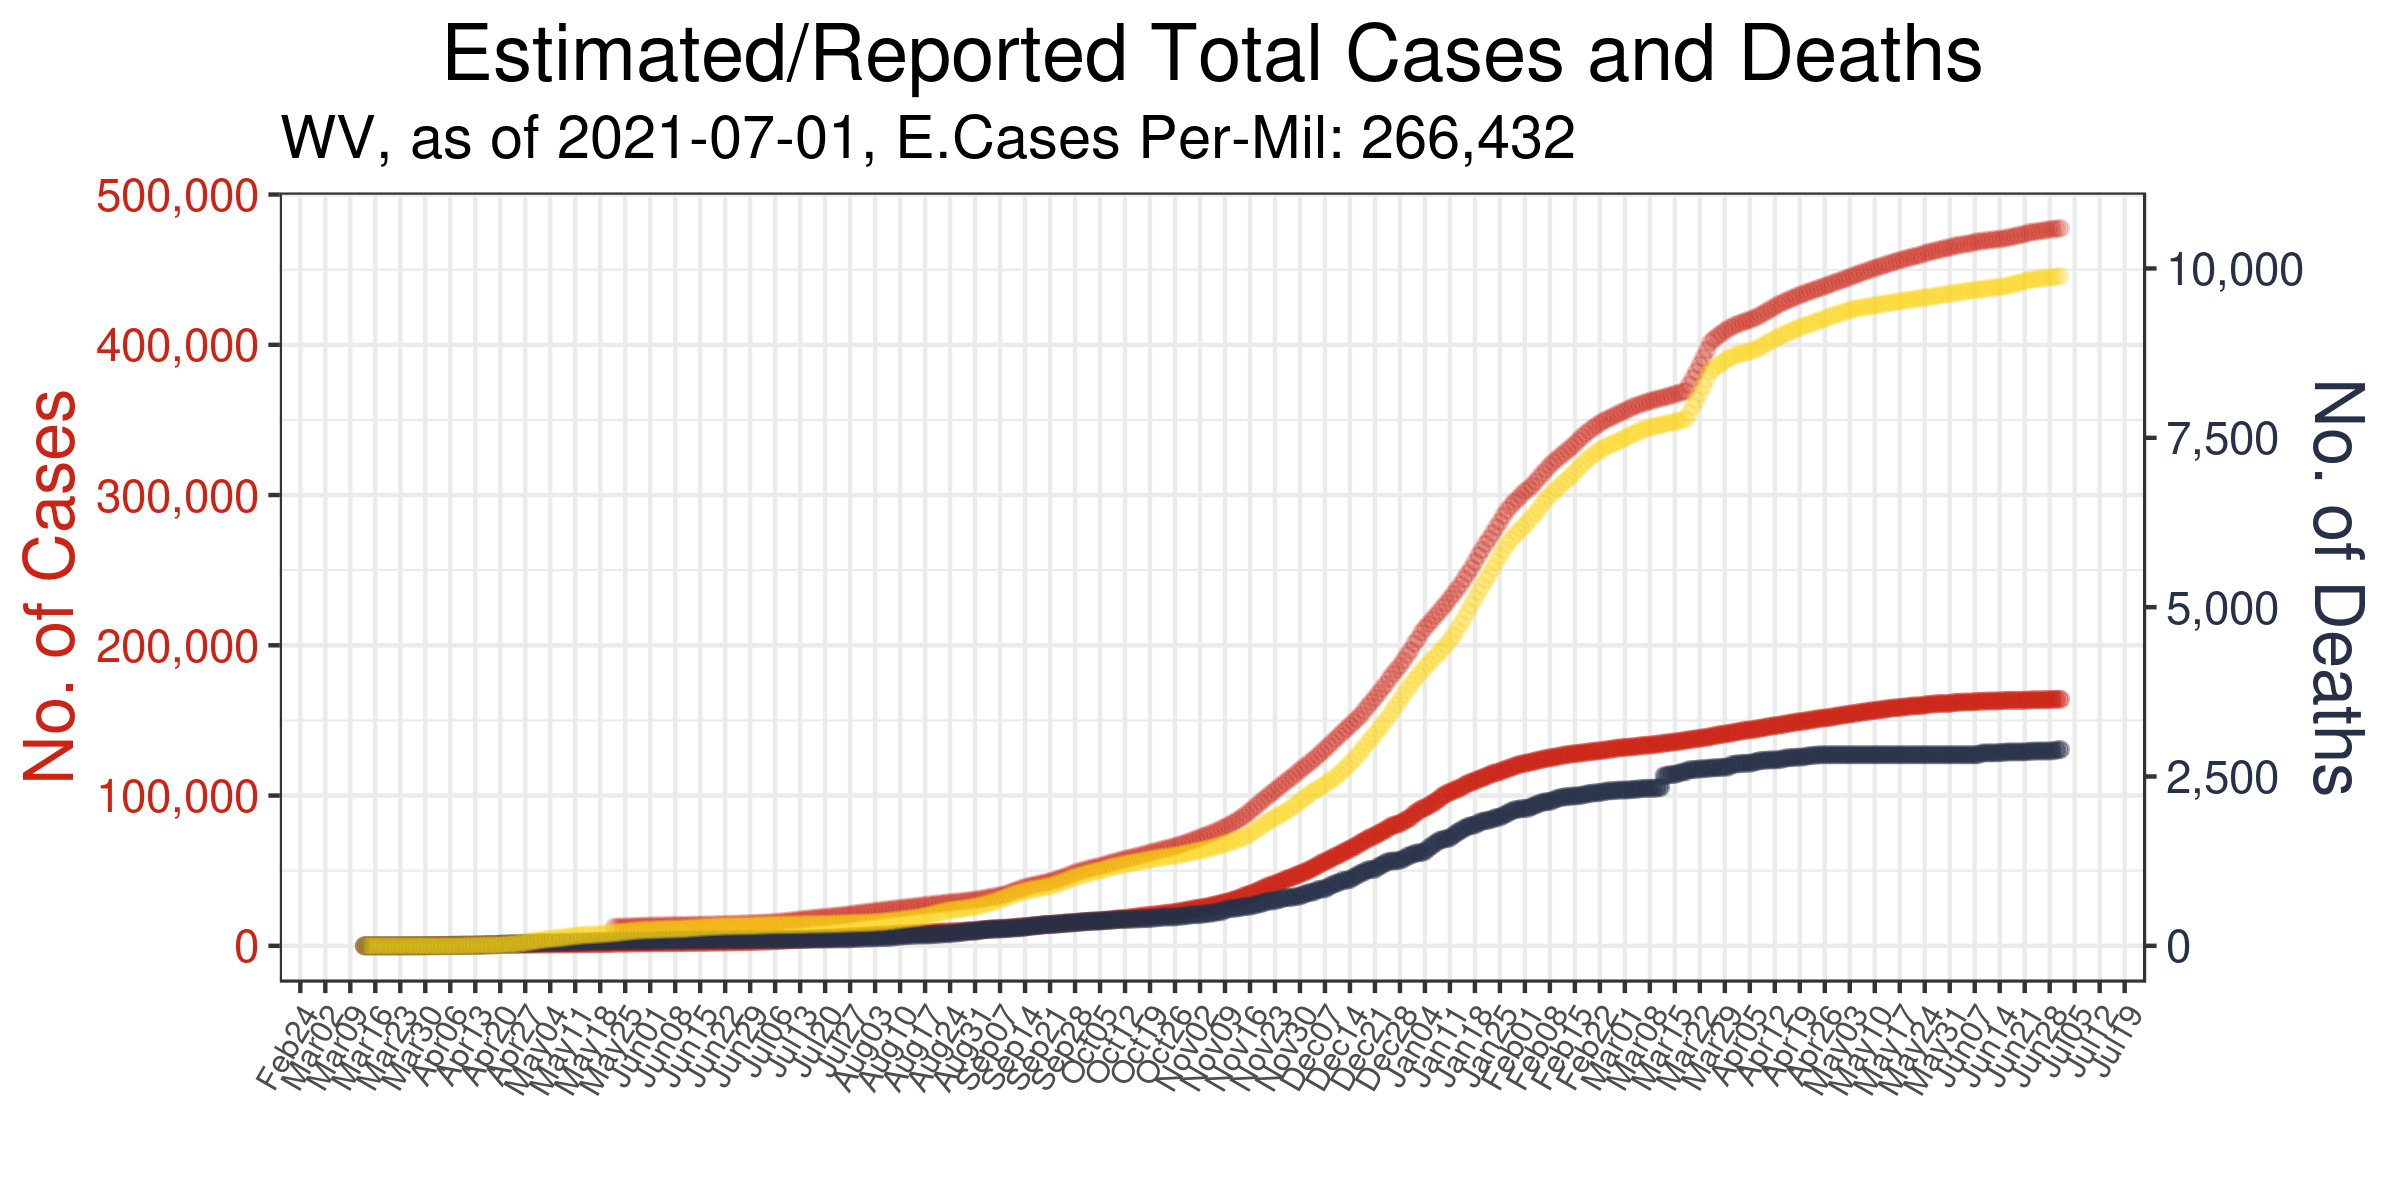 Estimated/Reported Total Cases and Deaths
WV, as of 2021-07-01, E.Cases Per-Mil: 266,432
No. of Cases
500,000
400,000
300,000
200,000
100,000
0
10,000
7,500
5,000
2,500
0
No. of Deaths
Feb24
Mar02
Mar09
Mar16
Mar23
Mar30
Apr06
Apr13
Apr20
Apr27
May04
May11
May18
May25
Jun01
Jun08
Jun15
Jun22
Jun29
Jul06
Jul13
Jul20
Jul27
Aug03
Aug10
Aug17
Aug24
Aug31
Sep07
Sep14
Sep21
Sep28
Oct05
Oct12
Oct19
Oct26
Nov02
Nov09
Nov16
Nov23
Nov30
Dec07
Dec14
Dec21
Dec28
Jan04
Jan11
Jan18
Jan25
Feb01
Feb08
Feb15
Feb22
Mar01
Mar08
Mar15
Mar22
Mar29
Apr05
Apr12
Apr19
Apr26
May03
May10
May17
May24
May31
Jun07
Jun14
Jun21
Jun28
Jul05
Jul12
Jul19